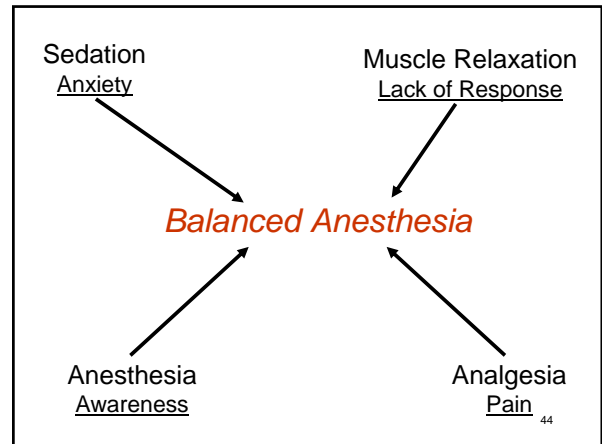 Sedation
Anxiety
Muscle Relaxation
Lack of Response
Balanced Anesthesia
Anesthesia
Awareness
Analgesia
Pain
44